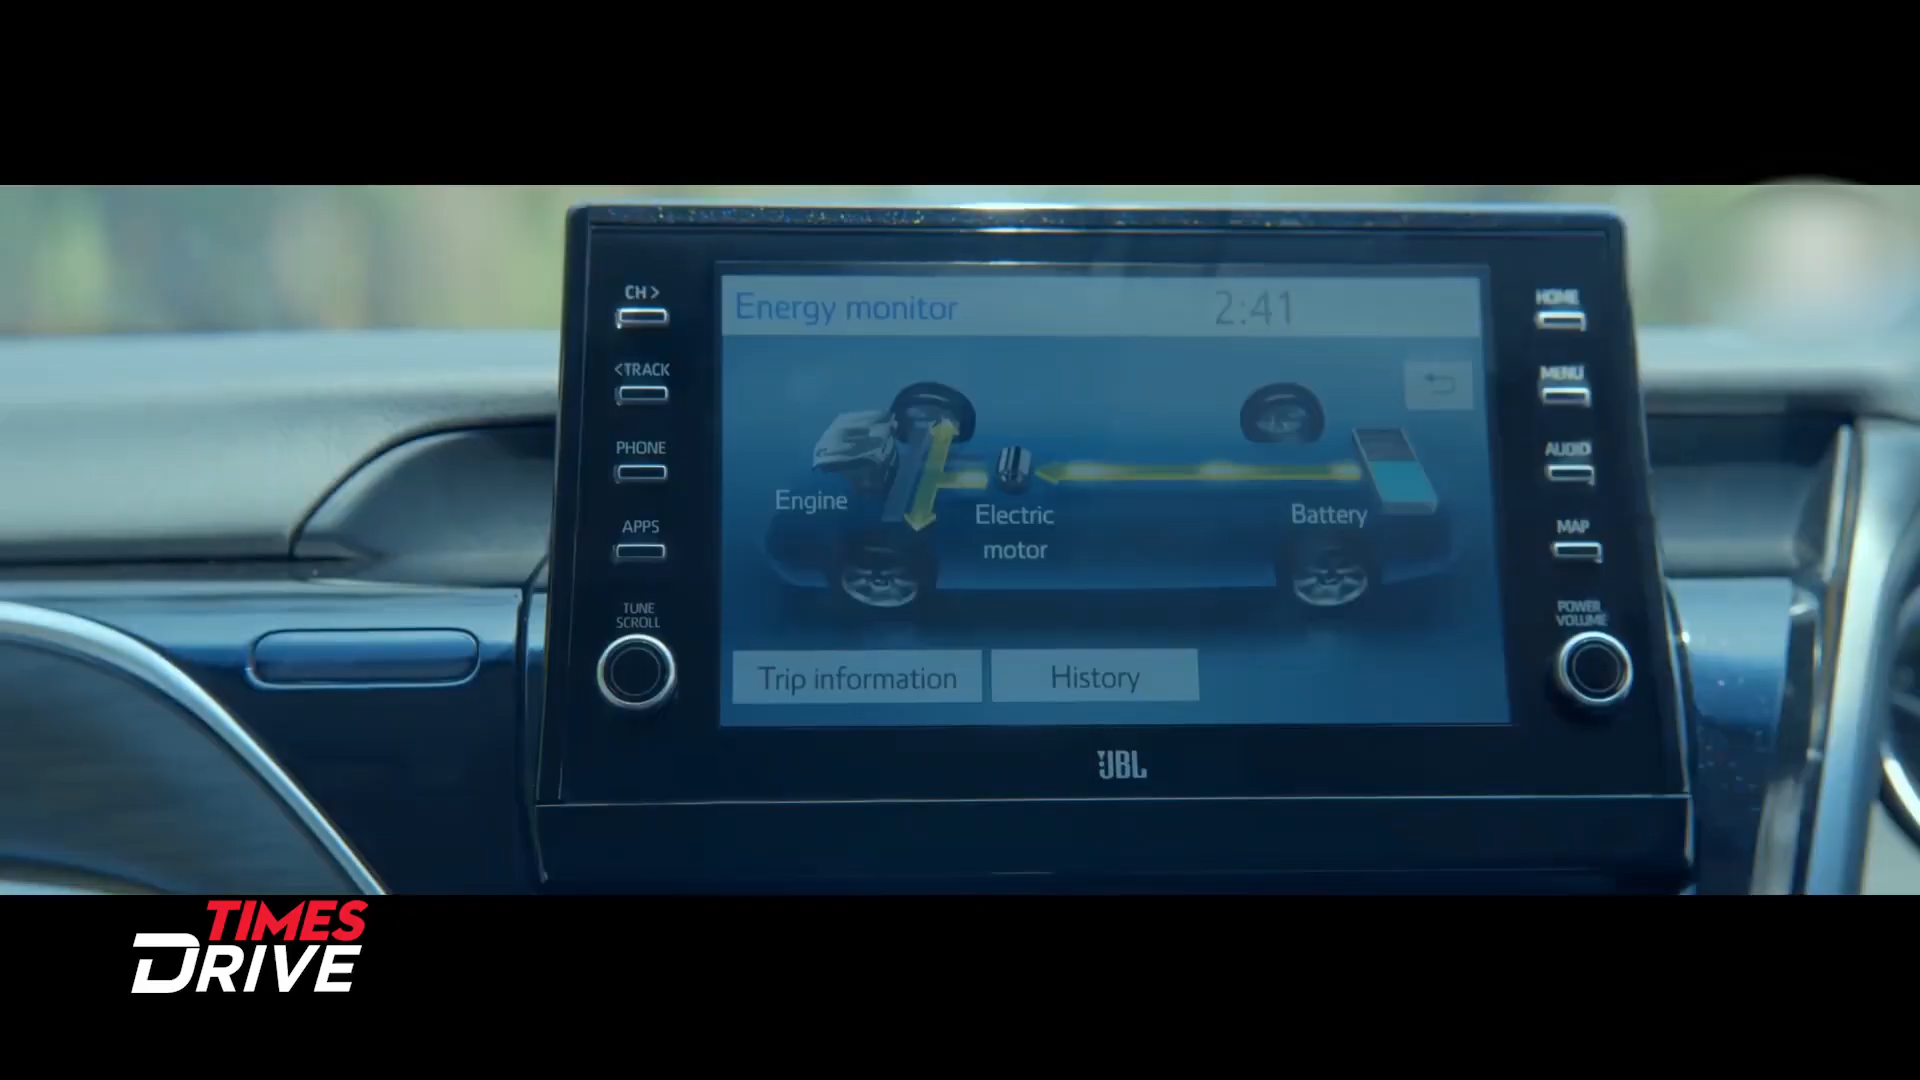 CH >
<TRACK
PHONE
APPS
TUNE
SCROLL
Energy monitor
2:41
Engine
Electric
motor
Battery
Trip information
History
JBL
HOME
MENU
AUDIO
MAP
POWER
VOLUME
TIMES
DRIVE